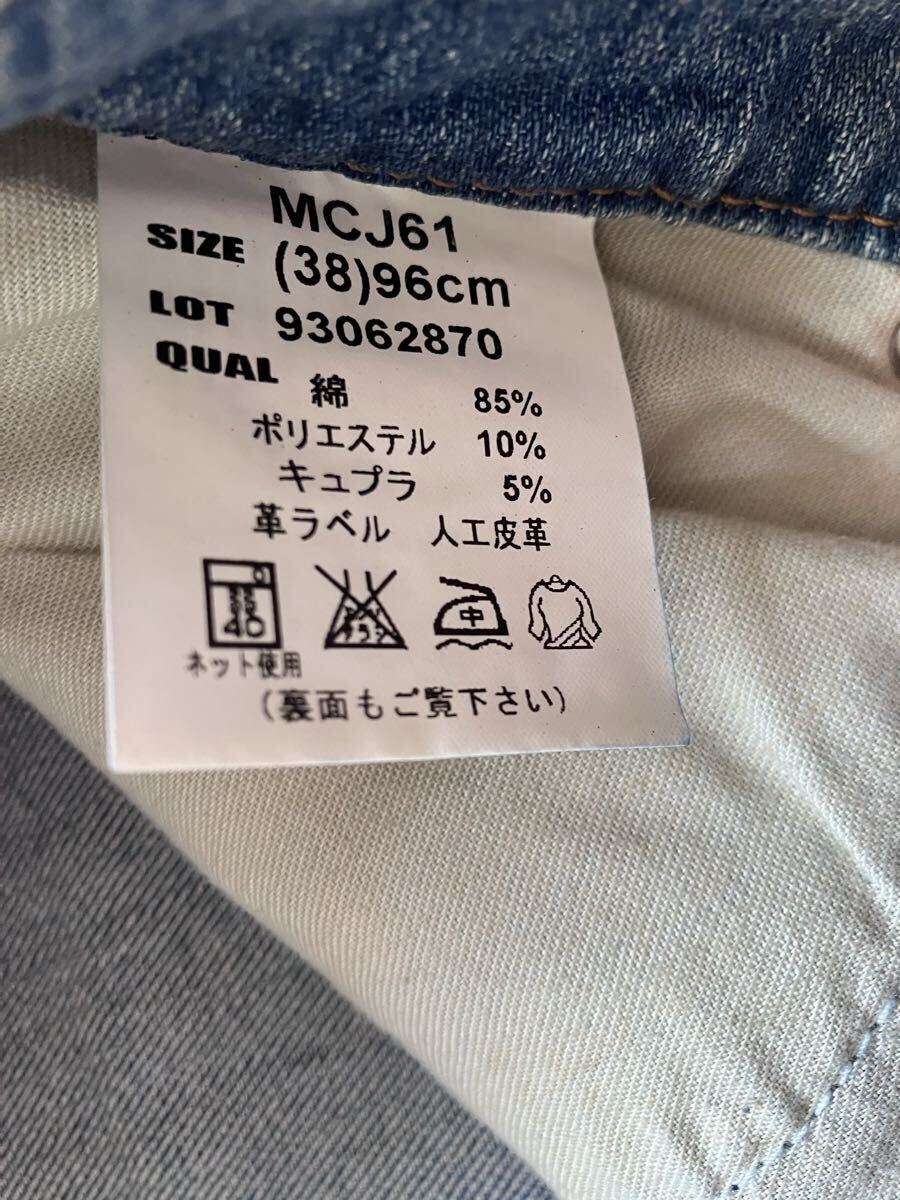 MCJ61
SIZE (38)96cm
LOT 93062870
QUAL
綿 85%
ポリエステル 10%
キュプラ 5%
革ラベル 人工皮革
40 中
ネット使用
(裏面もご覧下さい)